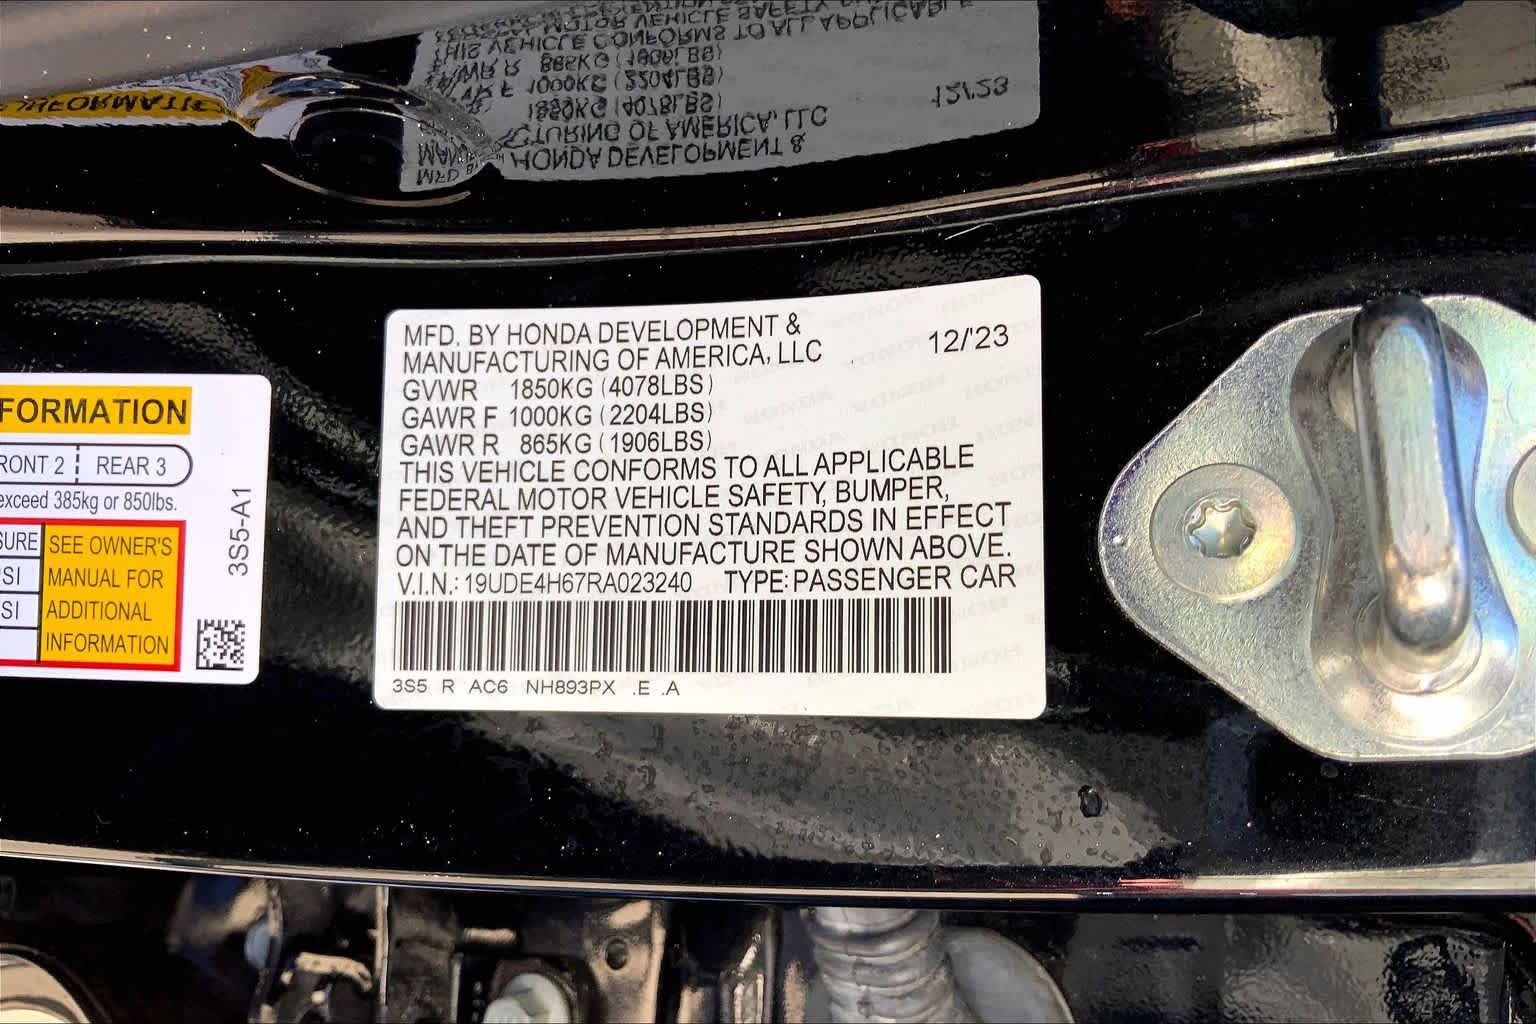 FORMATION
RONT 2 REAR 3
exceed 385kg or 850lbs.
SURE SEE OWNER'S
SI MANUAL FOR
SI ADDITIONAL
INFORMATION
3S5-A1
MFD. BY HONDA DEVELOPMENT &
MANUFACTURING OF AMERICA, LLC 12/'23
GVWR 1850KG (4078LBS)
GAWR F 1000KG (2204LBS)
GAWR R 865KG (1906LBS)
THIS VEHICLE CONFORMS TO ALL APPLICABLE
FEDERAL MOTOR VEHICLE SAFETY, BUMPER,
AND THEFT PREVENTION STANDARDS IN EFFECT
ON THE DATE OF MANUFACTURE SHOWN ABOVE.
V.I.N.: 19UDE4H67RA023240 TYPE: PASSENGER CAR
3S5 R AC6 NH893PX .E .A